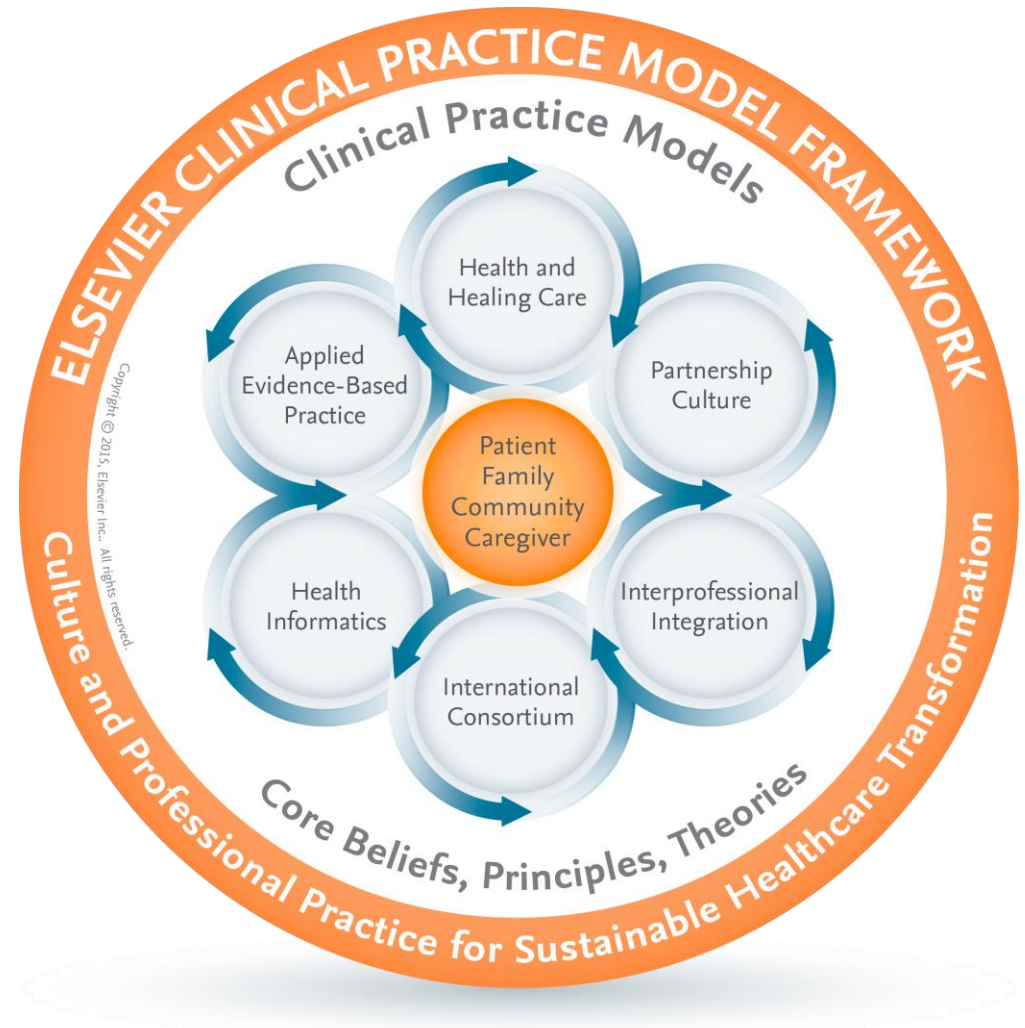 ELSEVIER CLINICAL PRACTICE MODEL FRAMEWORK
Clinical Practice Models
Health and
Healing Care
Applied
Evidence-Based
Practice
Partnership
Culture
Patient
Family
Community
Caregiver
Health
Informatics
Interprofessional
Integration
International
Consortium
Copyright © 2015, Elsevier Inc.. All rights reserved.
Core Beliefs, Principles, Theories
Culture and Professional Practice for Sustainable Healthcare Transformation